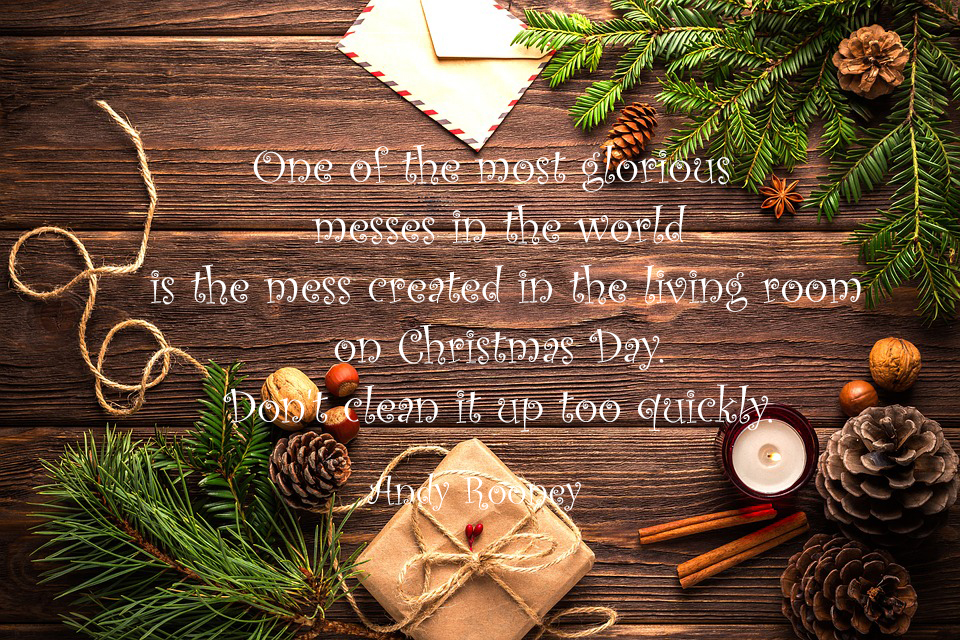 One of the most glorious
messes in the world
is the mess created in the living room
on Christmas Day.
Don't clean it up too quickly.
Andy Rooney